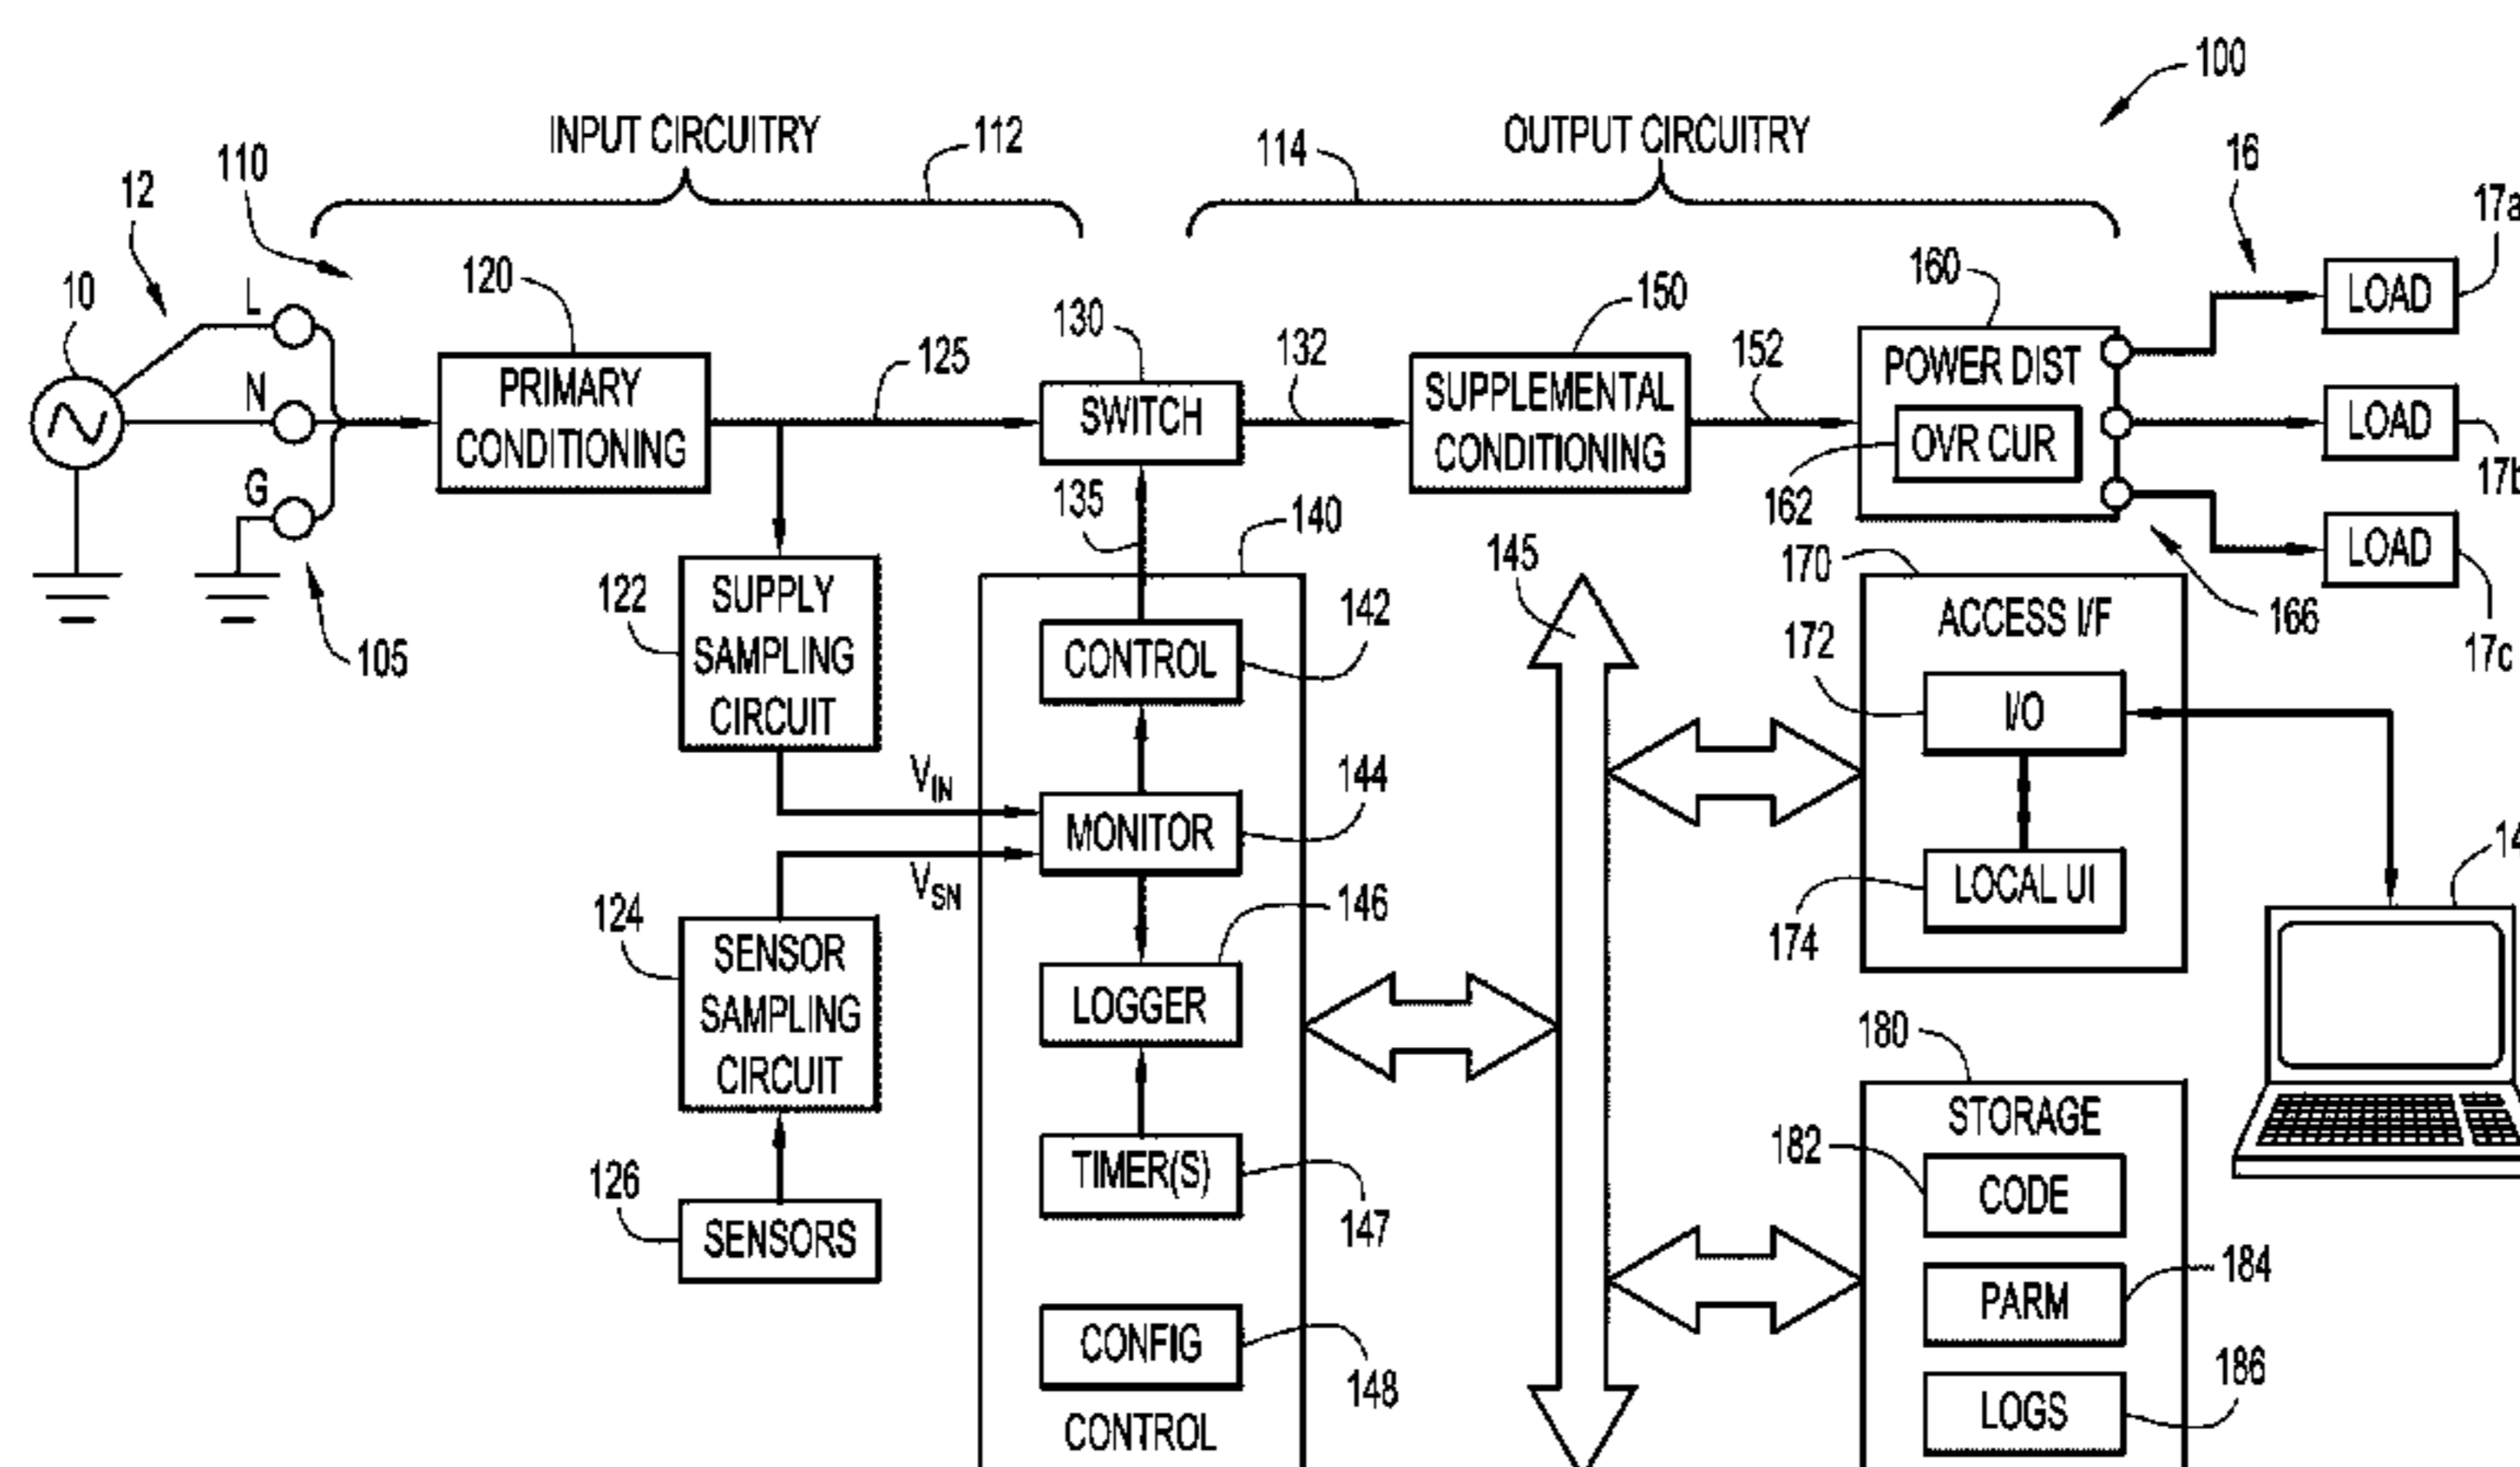 100
INPUT CIRCUITRY
112
114
OUTPUT CIRCUITRY
16
110
12
17a
10
L
120
130
150
160
LOAD
N
PRIMARY
CONDITIONING
125
SWITCH
132
SUPPLEMENTAL
CONDITIONING
152
POWER DIST
OVR CUR
162
LOAD
17b
G
135
140
145
170
LOAD
17c
166
105
122
SUPPLY
SAMPLING
CIRCUIT
CONTROL
142
ACCESS I/F
172
I/O
VIN
MONITOR
144
VSN
LOCAL UI
174
14
124
SENSOR
SAMPLING
CIRCUIT
146
LOGGER
180
STORAGE
126
SENSORS
TIMER(S)
147
182
CODE
184
PARM
CONFIG
148
186
LOGS
CONTROL